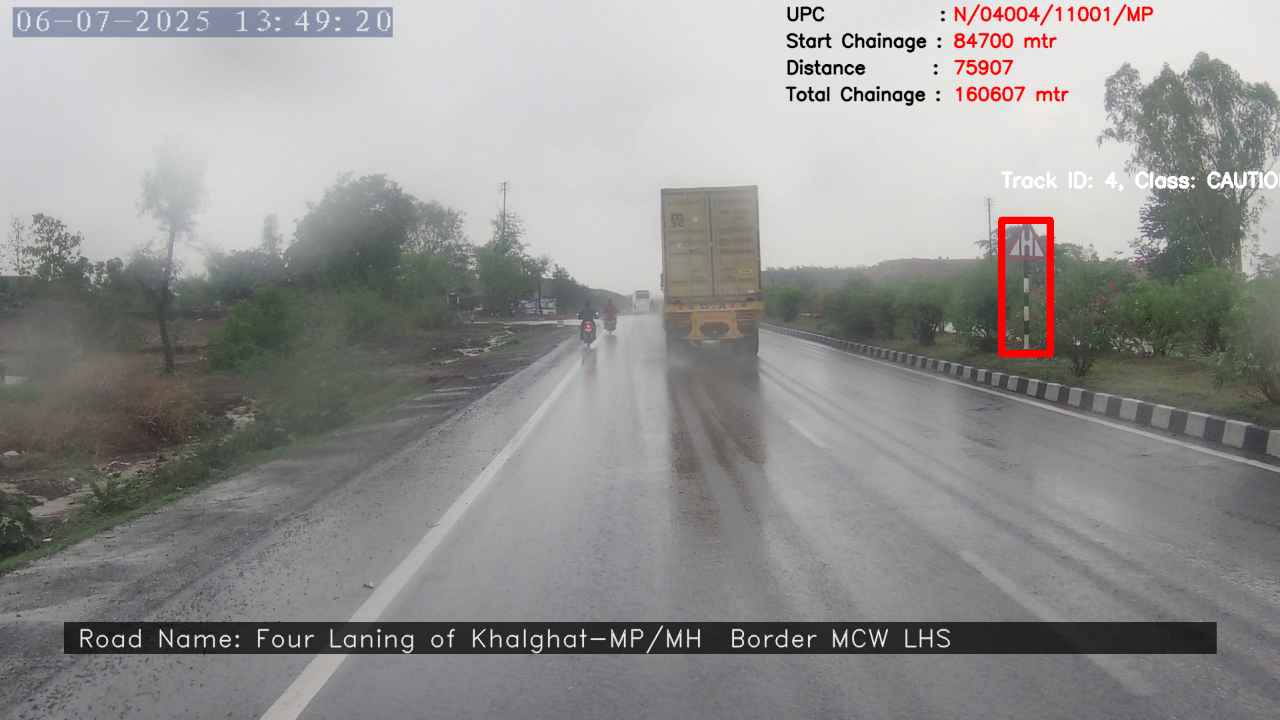 06-07-2025 13:49:20
UPC : N/04004/11001/MP
Start Chainage : 84700 mtr
Distance : 75907
Total Chainage : 160607 mtr
Track ID: 4, Class: CAUTIO
Road Name: Four Laning of Khalghat-MP/MH Border MCW LHS